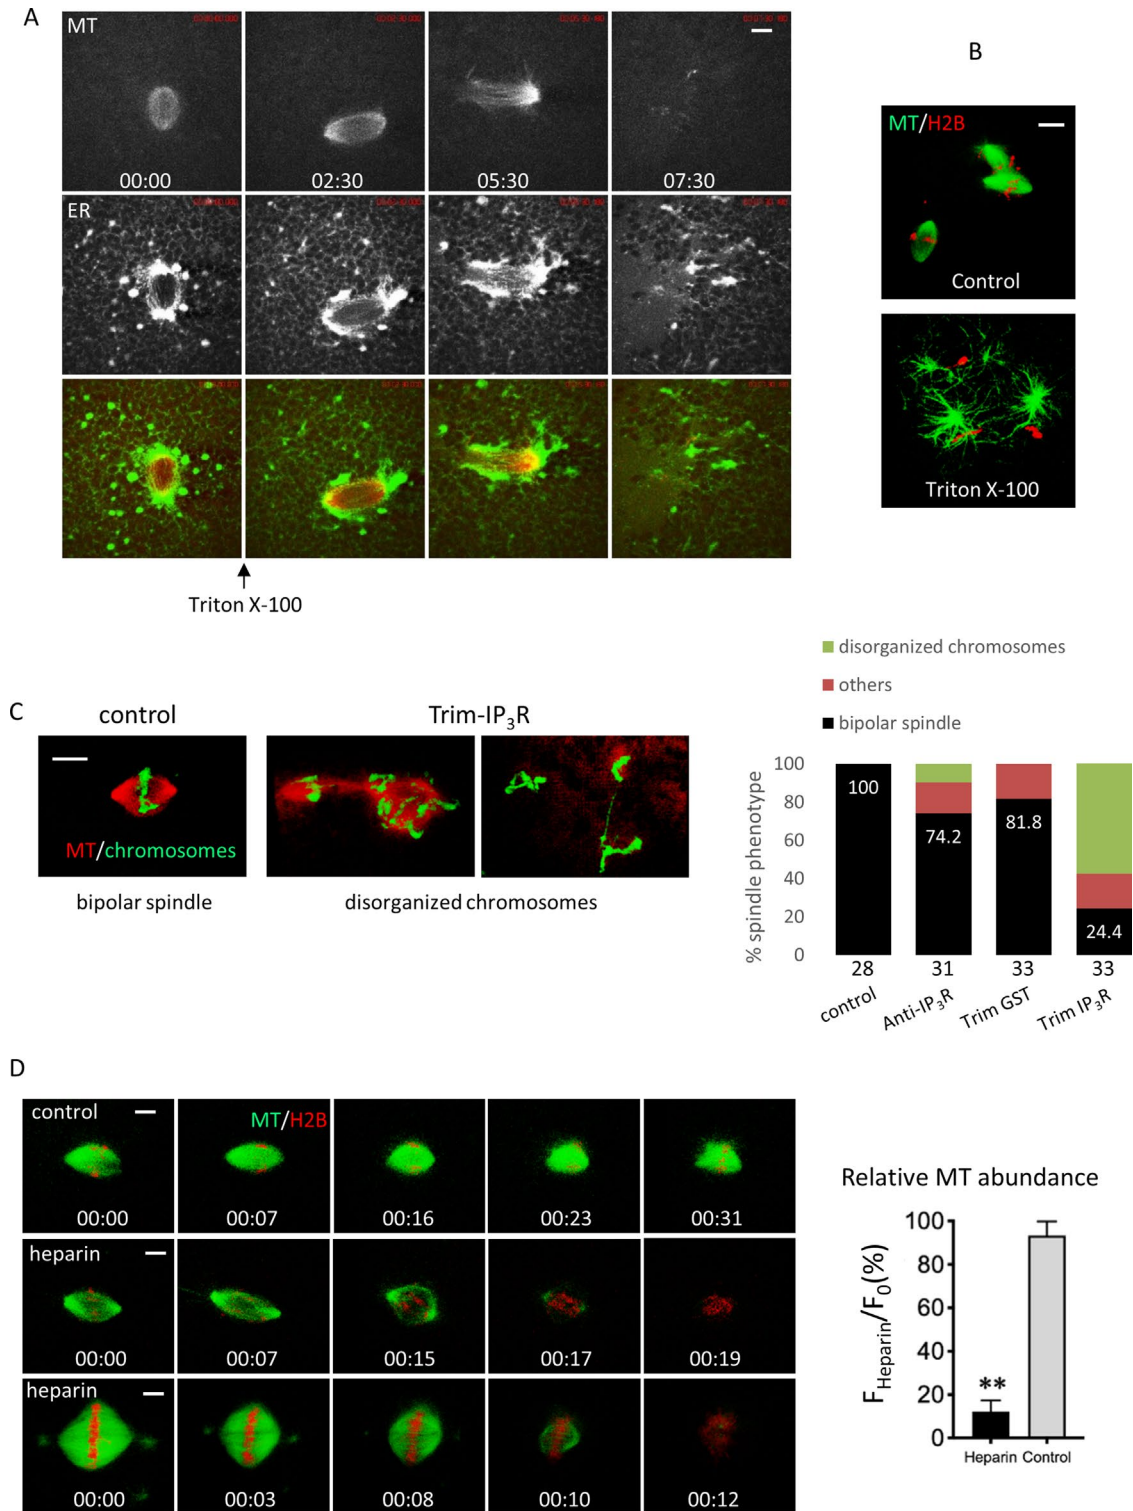 A
MT
00:00
02:30
05:30
07:30
ER
Triton X-100
B
MT/H2B
Control
Triton X-100
C
control
Trim-IP₃R
MT/chromosomes
bipolar spindle
disorganized chromosomes
disorganized chromosomes
others
bipolar spindle
% spindle phenotype
100
80
60
40
20
0
100
74.2
81.8
24.4
28
31
33
33
control
Anti-IP₃R
Trim GST
Trim IP₃R
D
control
MT/H2B
00:00
00:07
00:16
00:23
00:31
heparin
00:00
00:07
00:15
00:17
00:19
heparin
00:00
00:03
00:08
00:10
00:12
Relative MT abundance
F Heparin/F₀(%)
100
80
60
40
20
0
**
Heparin
Control